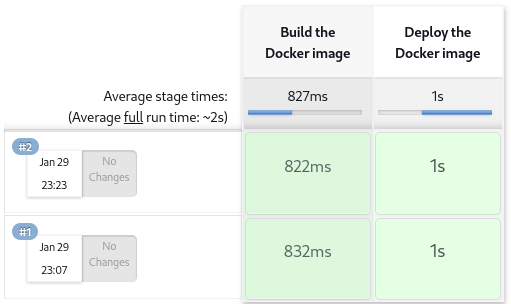 Build the
Docker image
Deploy the
Docker image
Average stage times:
827ms
1s
(Average full run time: ~2s)
#2
Jan 29
23:23
No
Changes
822ms
1s
#1
Jan 29
23:07
No
Changes
832ms
1s